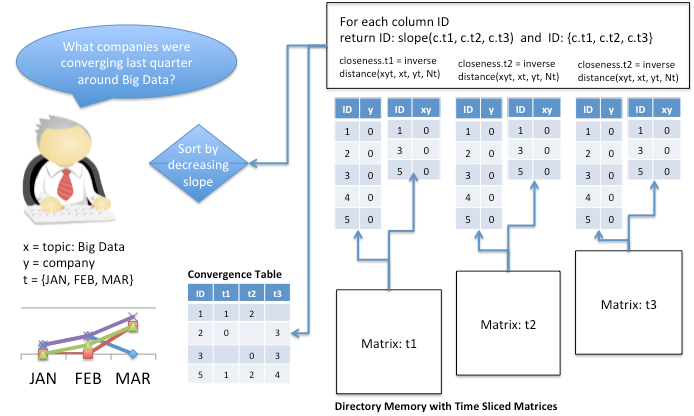 What companies were
converging last quarter
around Big Data?
For each column ID
return ID: slope(c.t1, c.t2, c.t3)  and  ID: {c.t1, c.t2, c.t3}
closeness.t1 = inverse
distance(xyt, xt, yt, Nt)
closeness.t2 = inverse
distance(xyt, xt, yt, Nt)
closeness.t2 = inverse
distance(xyt, xt, yt, Nt)
Sort by
decreasing
slope
ID y
1 0
2 0
3 0
4 0
5 0
ID xy
1 0
3 0
5 0
ID y
1 0
2 0
3 0
4 0
5 0
ID xy
1 0
3 0
5 0
ID y
1 0
2 0
3 0
4 0
5 0
ID xy
1 0
3 0
5 0
x = topic: Big Data
y = company
t = {JAN, FEB, MAR}
JAN FEB MAR
Convergence Table
ID t1 t2 t3
1 1 2
2 0 3
3 0 3
5 1 2 4
Matrix: t1
Matrix: t2
Matrix: t3
Directory Memory with Time Sliced Matrices